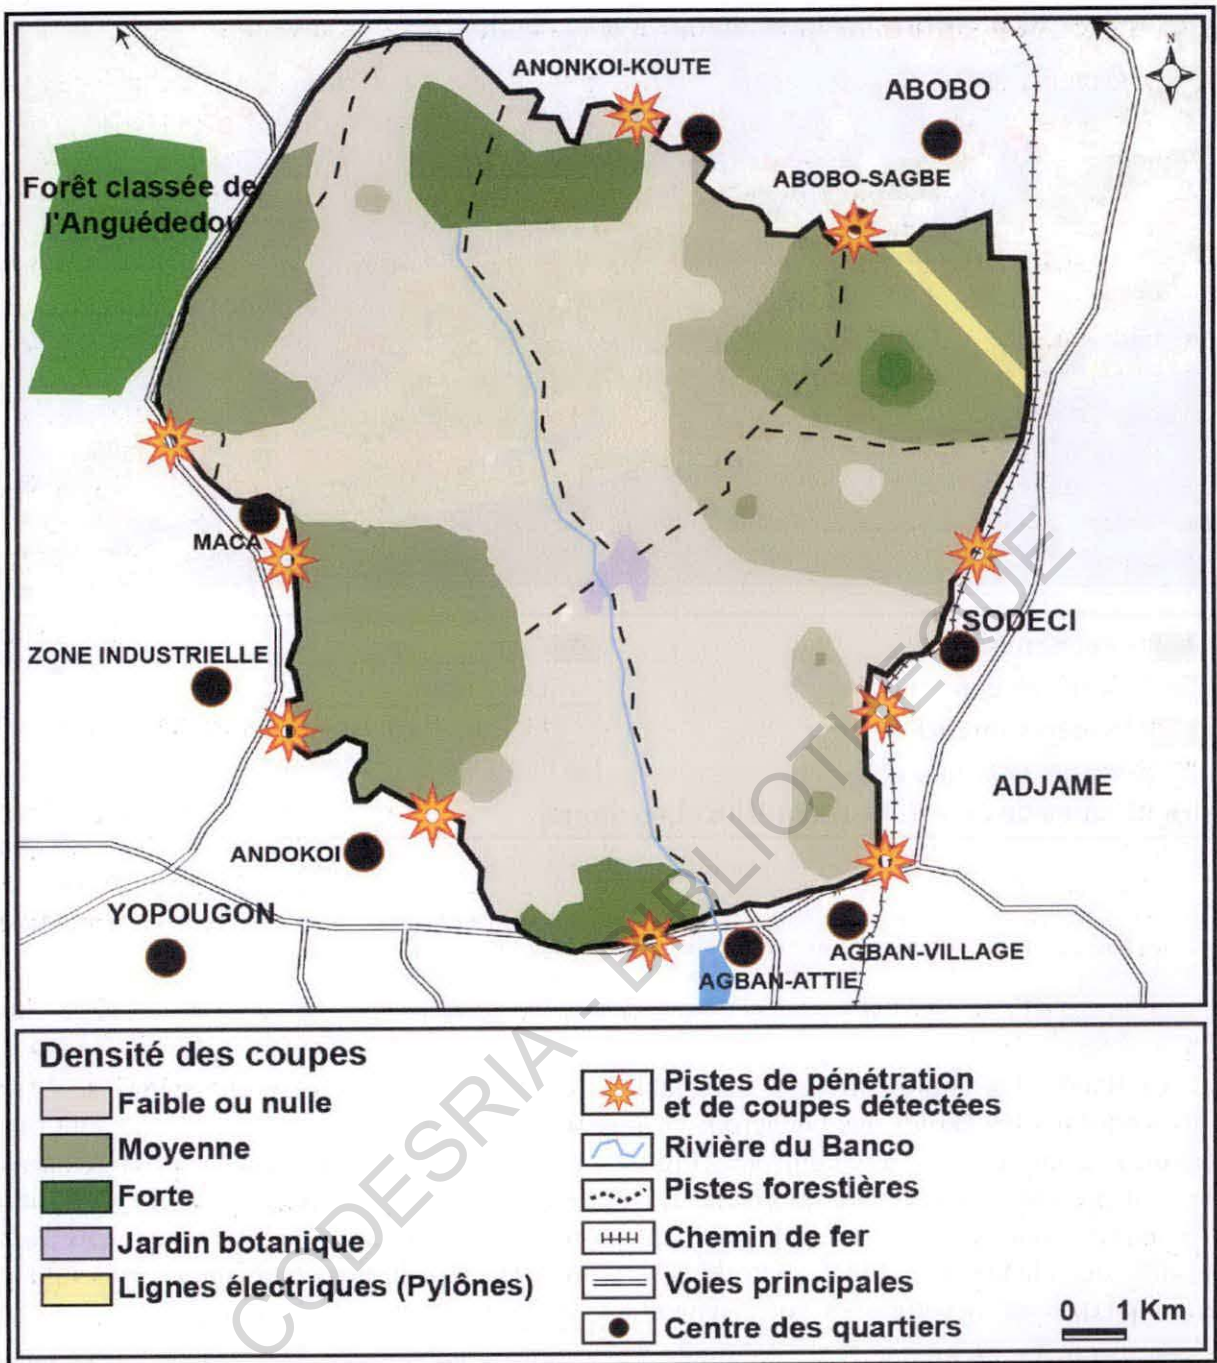 N
ANONKOI-KOUTE
ABOBO
ABOBO-SAGBE
Forêt classée de
l'Anguédedou
MACA
SODECI
ZONE INDUSTRIELLE
ADJAME
ANDOKOI
YOPOUGON
AGBAN-VILLAGE
AGBAN-ATTIE
Densité des coupes
Faible ou nulle
Moyenne
Forte
Jardin botanique
Lignes électriques (Pylônes)
Pistes de pénétration
et de coupes détectées
Rivière du Banco
Pistes forestières
Chemin de fer
Voies principales
Centre des quartiers
0 1 Km
CODESRIA - BIBLIOTHEQUE